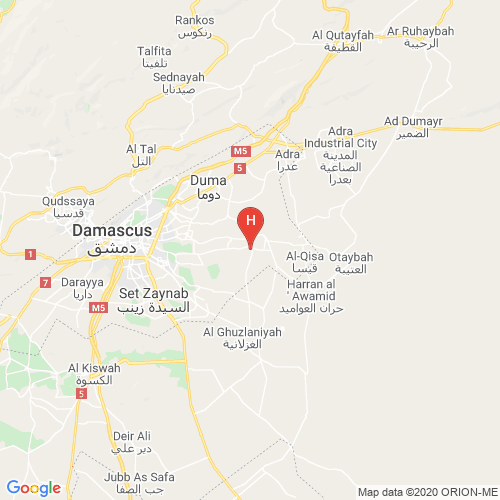 Rankos
رنكوس
Ar Ruhaybah
الرحيبة
Al Qutayfah
القطيفة
Talfita
تلفيتا
Sednayah
صيدنايا
Ad Dumayr
الضمير
Adra
Industrial City
المدينة
الصناعية
بعدرا
Al Tal
التل
M5
Adra
عدرا
5
Duma
دوما
Qudssaya
قدسيا
H
Damascus
دمشق
1
Al-Qisa
قيسا
Otaybah
العتيبة
7
Darayya
داريا
Set Zaynab
السيدة زينب
Harran al
'Awamid
حران العواميد
M5
Al Ghuzlaniyah
الغزلانية
Al Kiswah
الكسوة
5
Deir Ali
دير علي
Jubb As Safa
جب الصفا
Google
Map data ©2020 ORION-ME